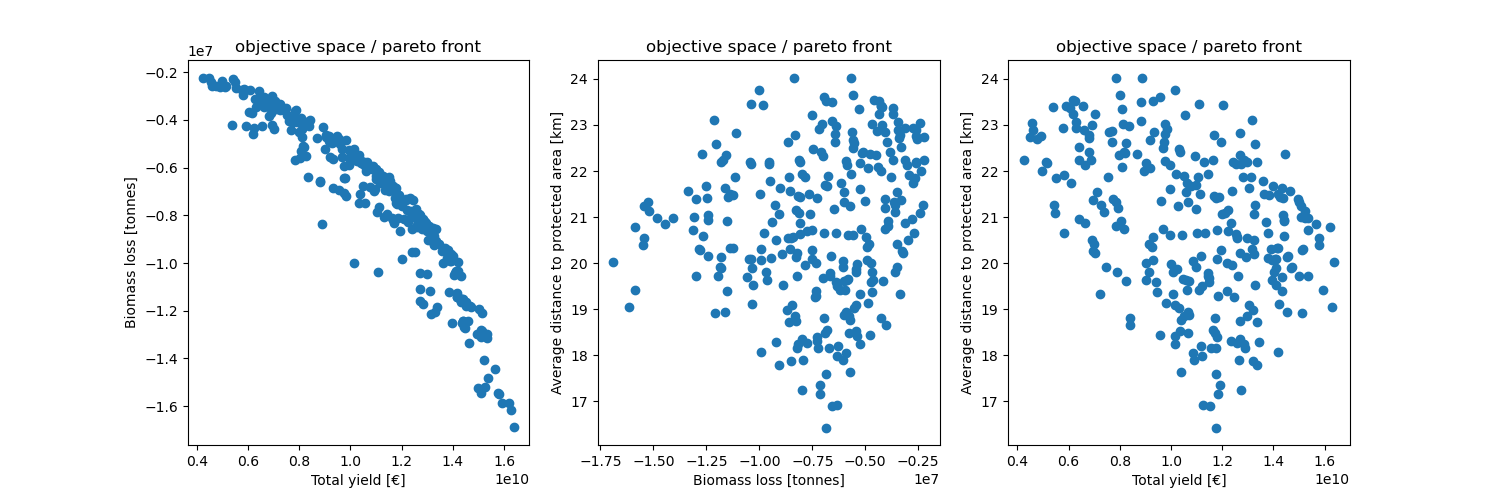 objective space / pareto front
1e7
−0.2
−0.4
−0.6
−0.8
−1.0
−1.2
−1.4
−1.6
Biomass loss [tonnes]
0.4 0.6 0.8 1.0 1.2 1.4 1.6
Total yield [€]
1e10
objective space / pareto front
24
23
22
21
20
19
18
17
Average distance to protected area [km]
−1.75 −1.50 −1.25 −1.00 −0.75 −0.50 −0.25
Biomass loss [tonnes]
1e7
objective space / pareto front
24
23
22
21
20
19
18
17
Average distance to protected area [km]
0.4 0.6 0.8 1.0 1.2 1.4 1.6
Total yield [€]
1e10